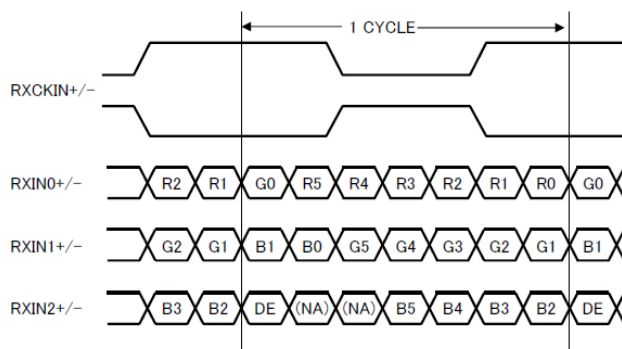 1 CYCLE
RXCKIN+/-
RXIN0+/- R2 R1 G0 R5 R4 R3 R2 R1 R0 G0
RXIN1+/- G2 G1 B1 B0 G5 G4 G3 G2 G1 B1
RXIN2+/- B3 B2 DE (NA) (NA) B5 B4 B3 B2 DE